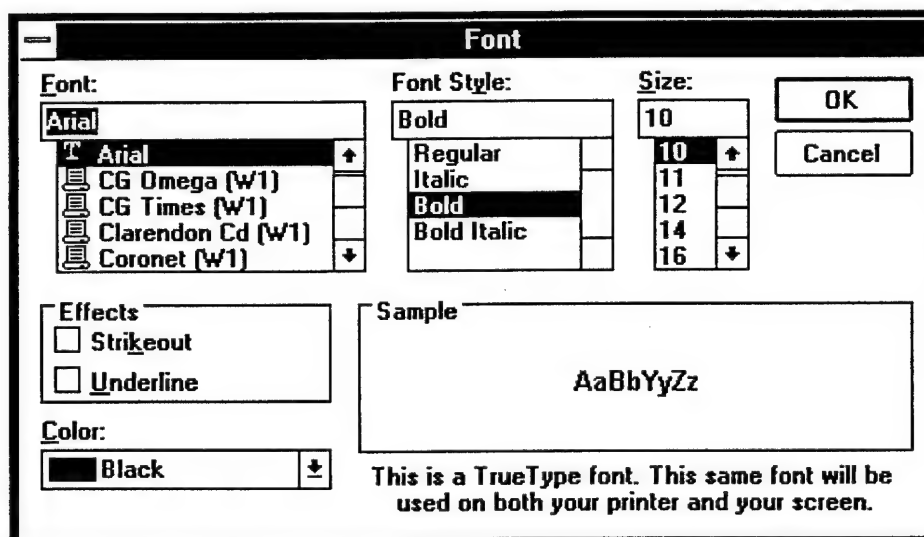 Font
Font:
Arial
Arial
CG Omega (W1)
CG Times (W1)
Clarendon Cd (W1)
Coronet (W1)
Font Style:
Bold
Regular
Italic
Bold
Bold Italic
Size:
10
10
11
12
14
16
OK
Cancel
Effects
Strikeout
Underline
Color:
Black
Sample
AaBbYyZz
This is a TrueType font. This same font will be
used on both your printer and your screen.